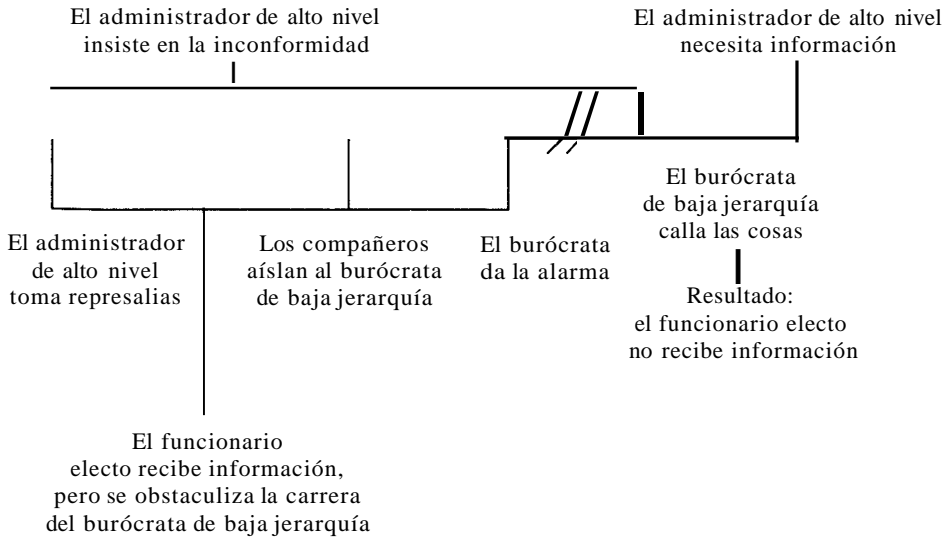 El administrador de alto nivel
insiste en la inconformidad
El administrador de alto nivel
necesita información
El administrador
de alto nivel
toma represalias
Los compañeros
aíslan al burócrata
de baja jerarquía
El burócrata
da la alarma
El burócrata
de baja jerarquía
calla las cosas
Resultado:
el funcionario electo
no recibe información
El funcionario
electo recibe información,
pero se obstaculiza la carrera
del burócrata de baja jerarquía